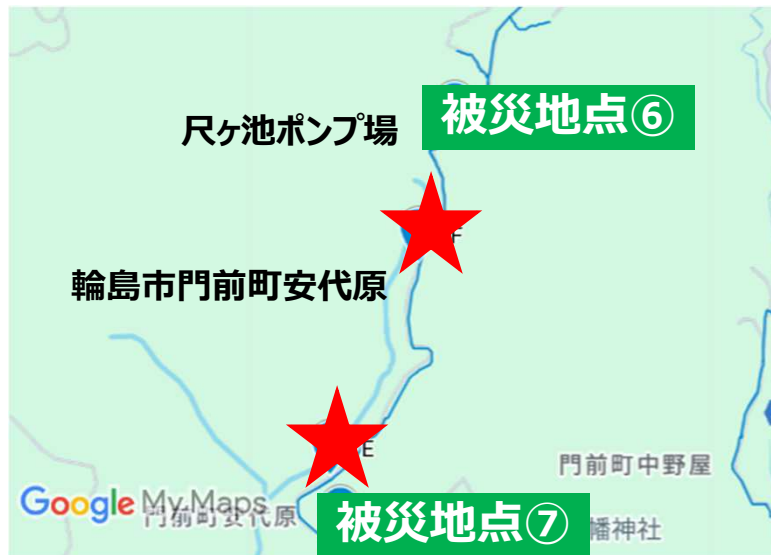 尺ヶ池ポンプ場
被災地点⑥
F
輪島市門前町安代原
E
門前町中野屋
Google My Maps
門前町安代原
被災地点⑦
幡神社